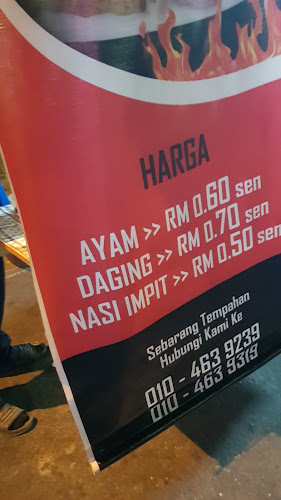 HARGA
AYAM >> RM 0.60 sen
DAGING >> RM 0.70 sen
NASI IMPIT >> RM 0.50 sen
Sebarang Tempahan
Hubungi Kami Ke
010 - 463 9239
010 - 463 9319